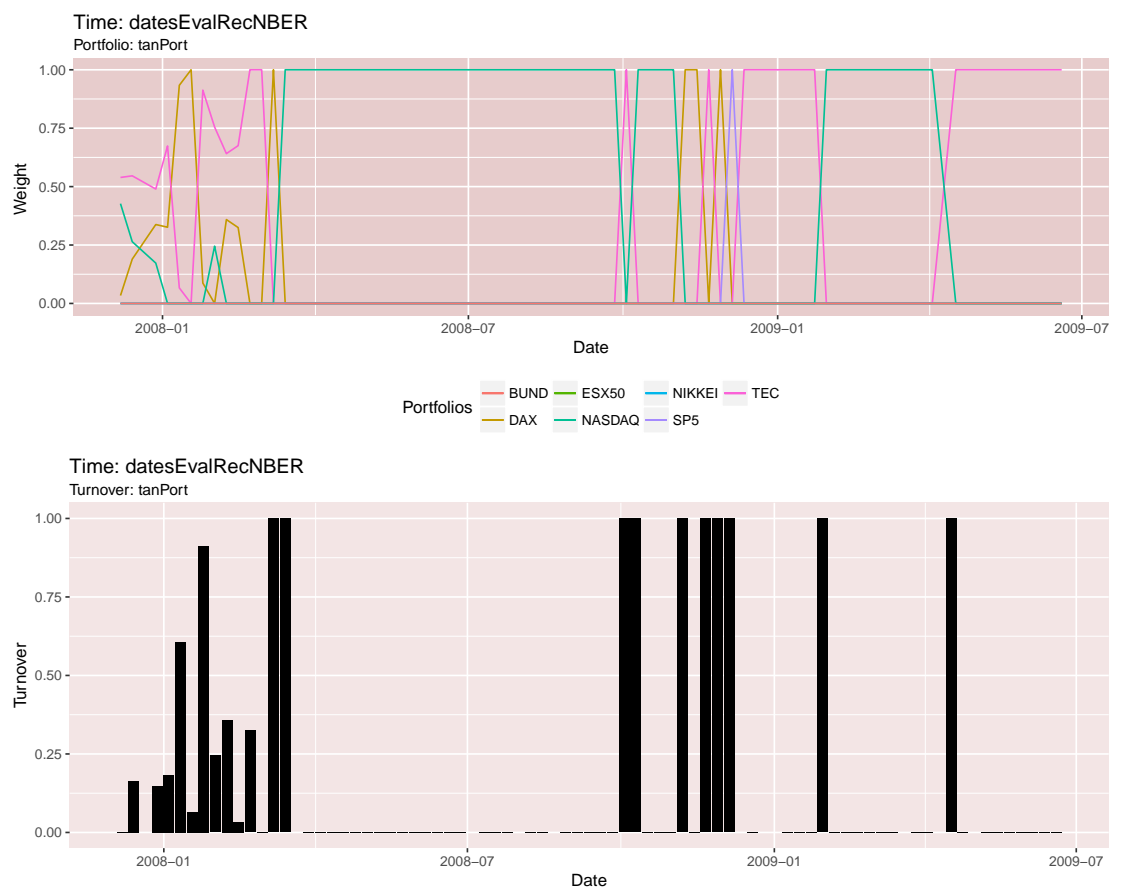 Time: datesEvalRecNBER
Portfolio: tanPort
1.00
0.75
0.50
0.25
0.00
Weight
2008–01 2008–07 2009–01 2009–07
Date
Portfolios
BUND ESX50 NIKKEI TEC
DAX NASDAQ SP5
Time: datesEvalRecNBER
Turnover: tanPort
1.00
0.75
0.50
0.25
0.00
Turnover
2008–01 2008–07 2009–01 2009–07
Date